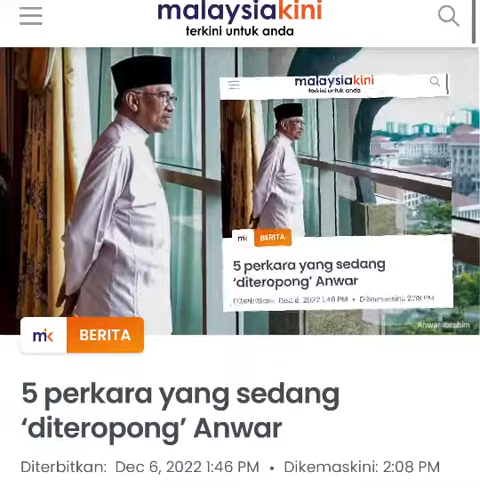 malaysiakini
terkini untuk anda
malaysiakini
terkini untuk anda
mk BERITA
5 perkara yang sedang
‘diteropong’ Anwar
Diterbitkan: Dec 6, 2022 1:46 PM • Dikemaskini: 2:08 PM
Anwar Ibrahim
mk BERITA
5 perkara yang sedang
‘diteropong’ Anwar
Diterbitkan: Dec 6, 2022 1:46 PM • Dikemaskini: 2:08 PM